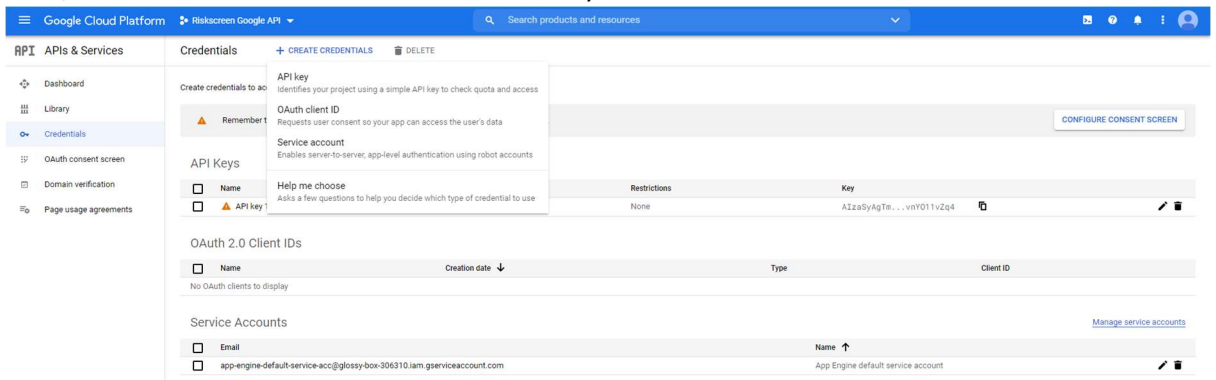 Google Cloud Platform Riskscreen Google API Search products and resources
API APIs & Services Credentials + CREATE CREDENTIALS DELETE
Dashboard
Library
Credentials
OAuth consent screen
Domain verification
Page usage agreements
Create credentials to ac
API key
Identifies your project using a simple API key to check quota and access
OAuth client ID
Requests user consent so your app can access the user's data
Service account
Enables server-to-server, app-level authentication using robot accounts
Help me choose
Asks a few questions to help you decide which type of credential to use
Remember t CONFIGURE CONSENT SCREEN
API Keys
Name Restrictions Key
API key 1 None AIzaSyAgTm...vnYO11vZq4
OAuth 2.0 Client IDs
Name Creation date Type Client ID
No OAuth clients to display
Service Accounts Manage service accounts
Email Name
app-engine-default-service-acc@glossy-box-306310.iam.gserviceaccount.com App Engine default service account